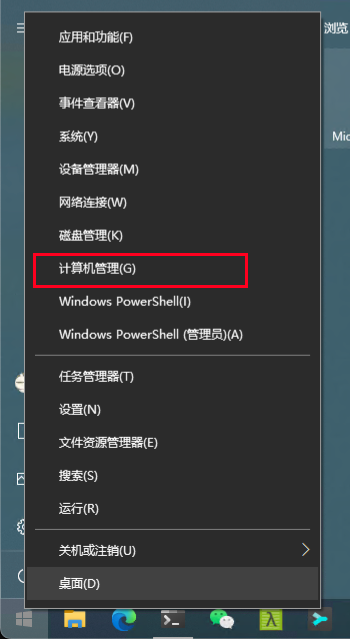 浏览
应用和功能(F)
电源选项(O)
事件查看器(V)
系统(Y)
Mic
设备管理器(M)
网络连接(W)
磁盘管理(K)
计算机管理(G)
Windows PowerShell(I)
Windows PowerShell (管理员)(A)
任务管理器(T)
设置(N)
文件资源管理器(E)
搜索(S)
运行(R)
关机或注销(U)
桌面(D)